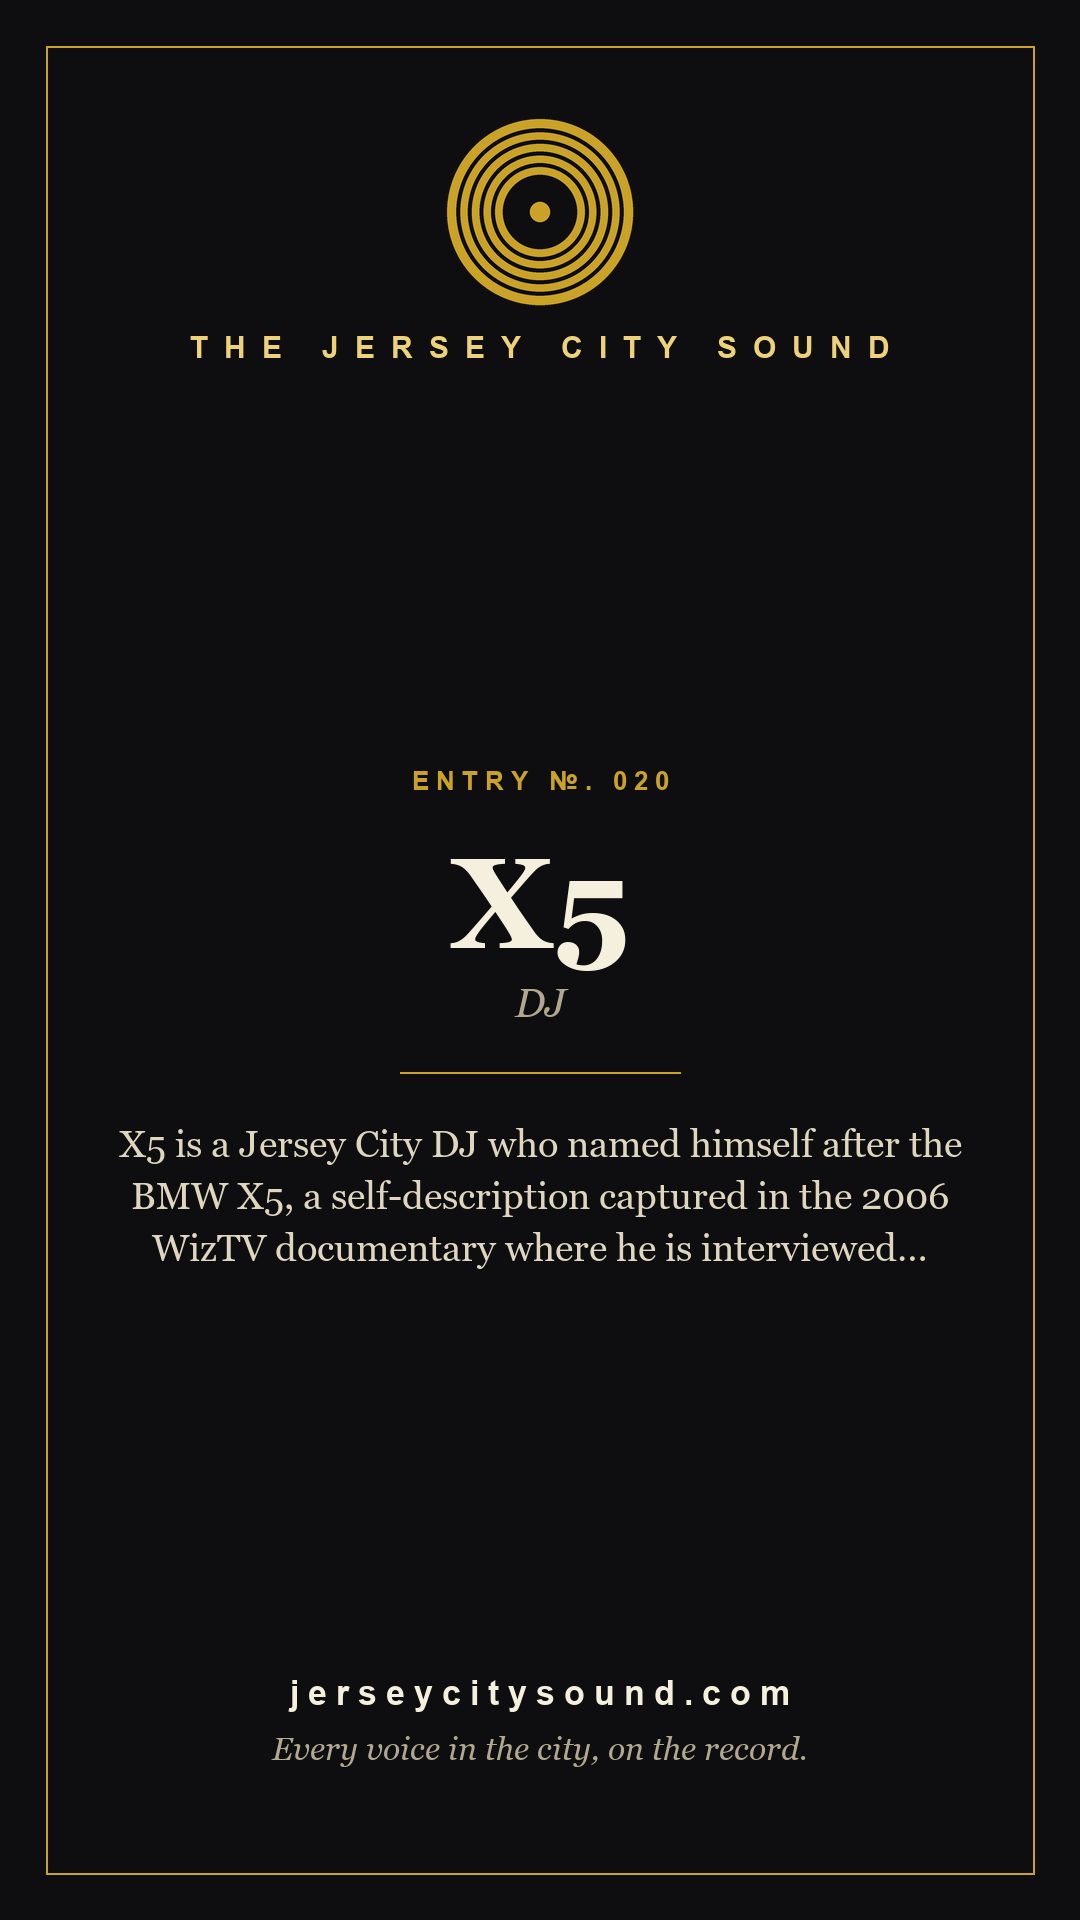 THE JERSEY CITY SOUND
ENTRY №. 020
X5
DJ
X5 is a Jersey City DJ who named himself after the
BMW X5, a self-description captured in the 2006
WizTV documentary where he is interviewed...
jerseycitysound.com
Every voice in the city, on the record.